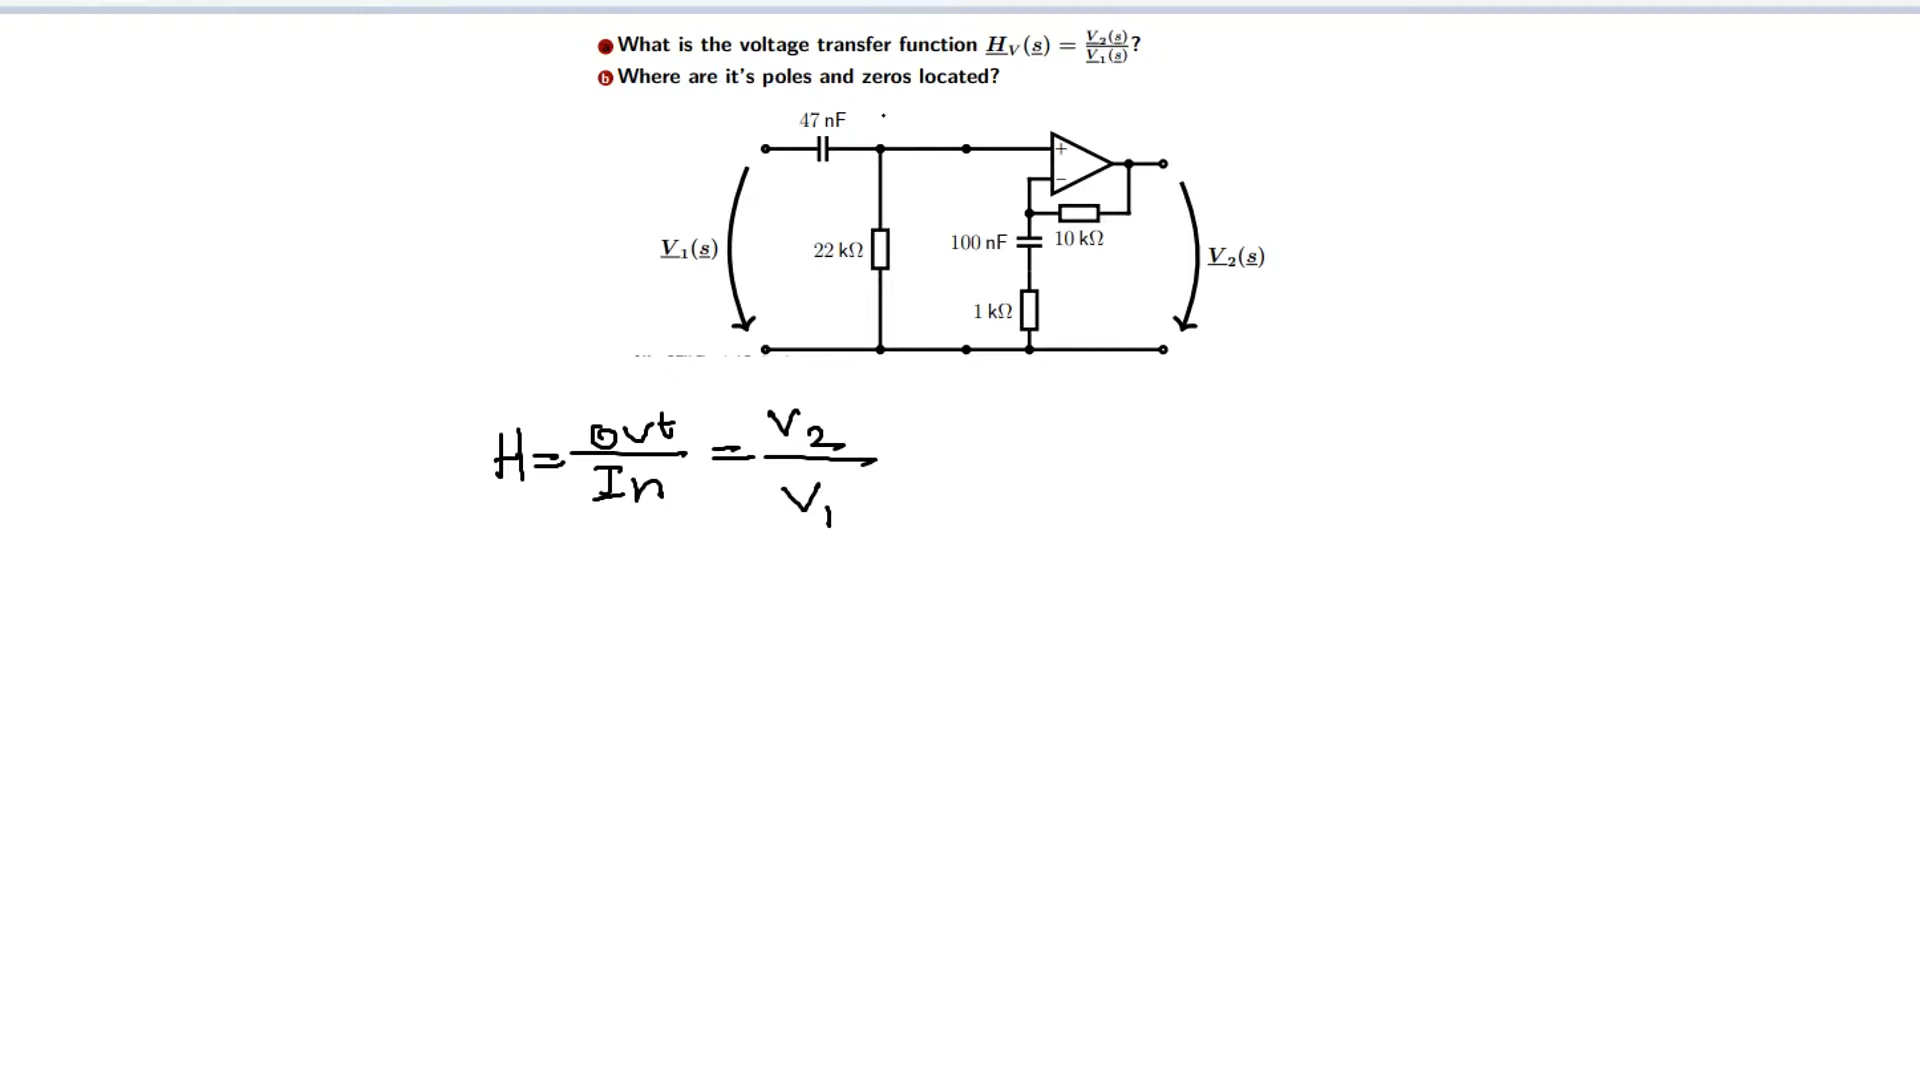 a What is the voltage transfer function H_V(s) = V_2(s)/V_1(s)?
b Where are it's poles and zeros located?
47 nF
+
−
V_1(s)
22 kΩ
100 nF
10 kΩ
V_2(s)
1 kΩ
H = out/In = V_2/V_1